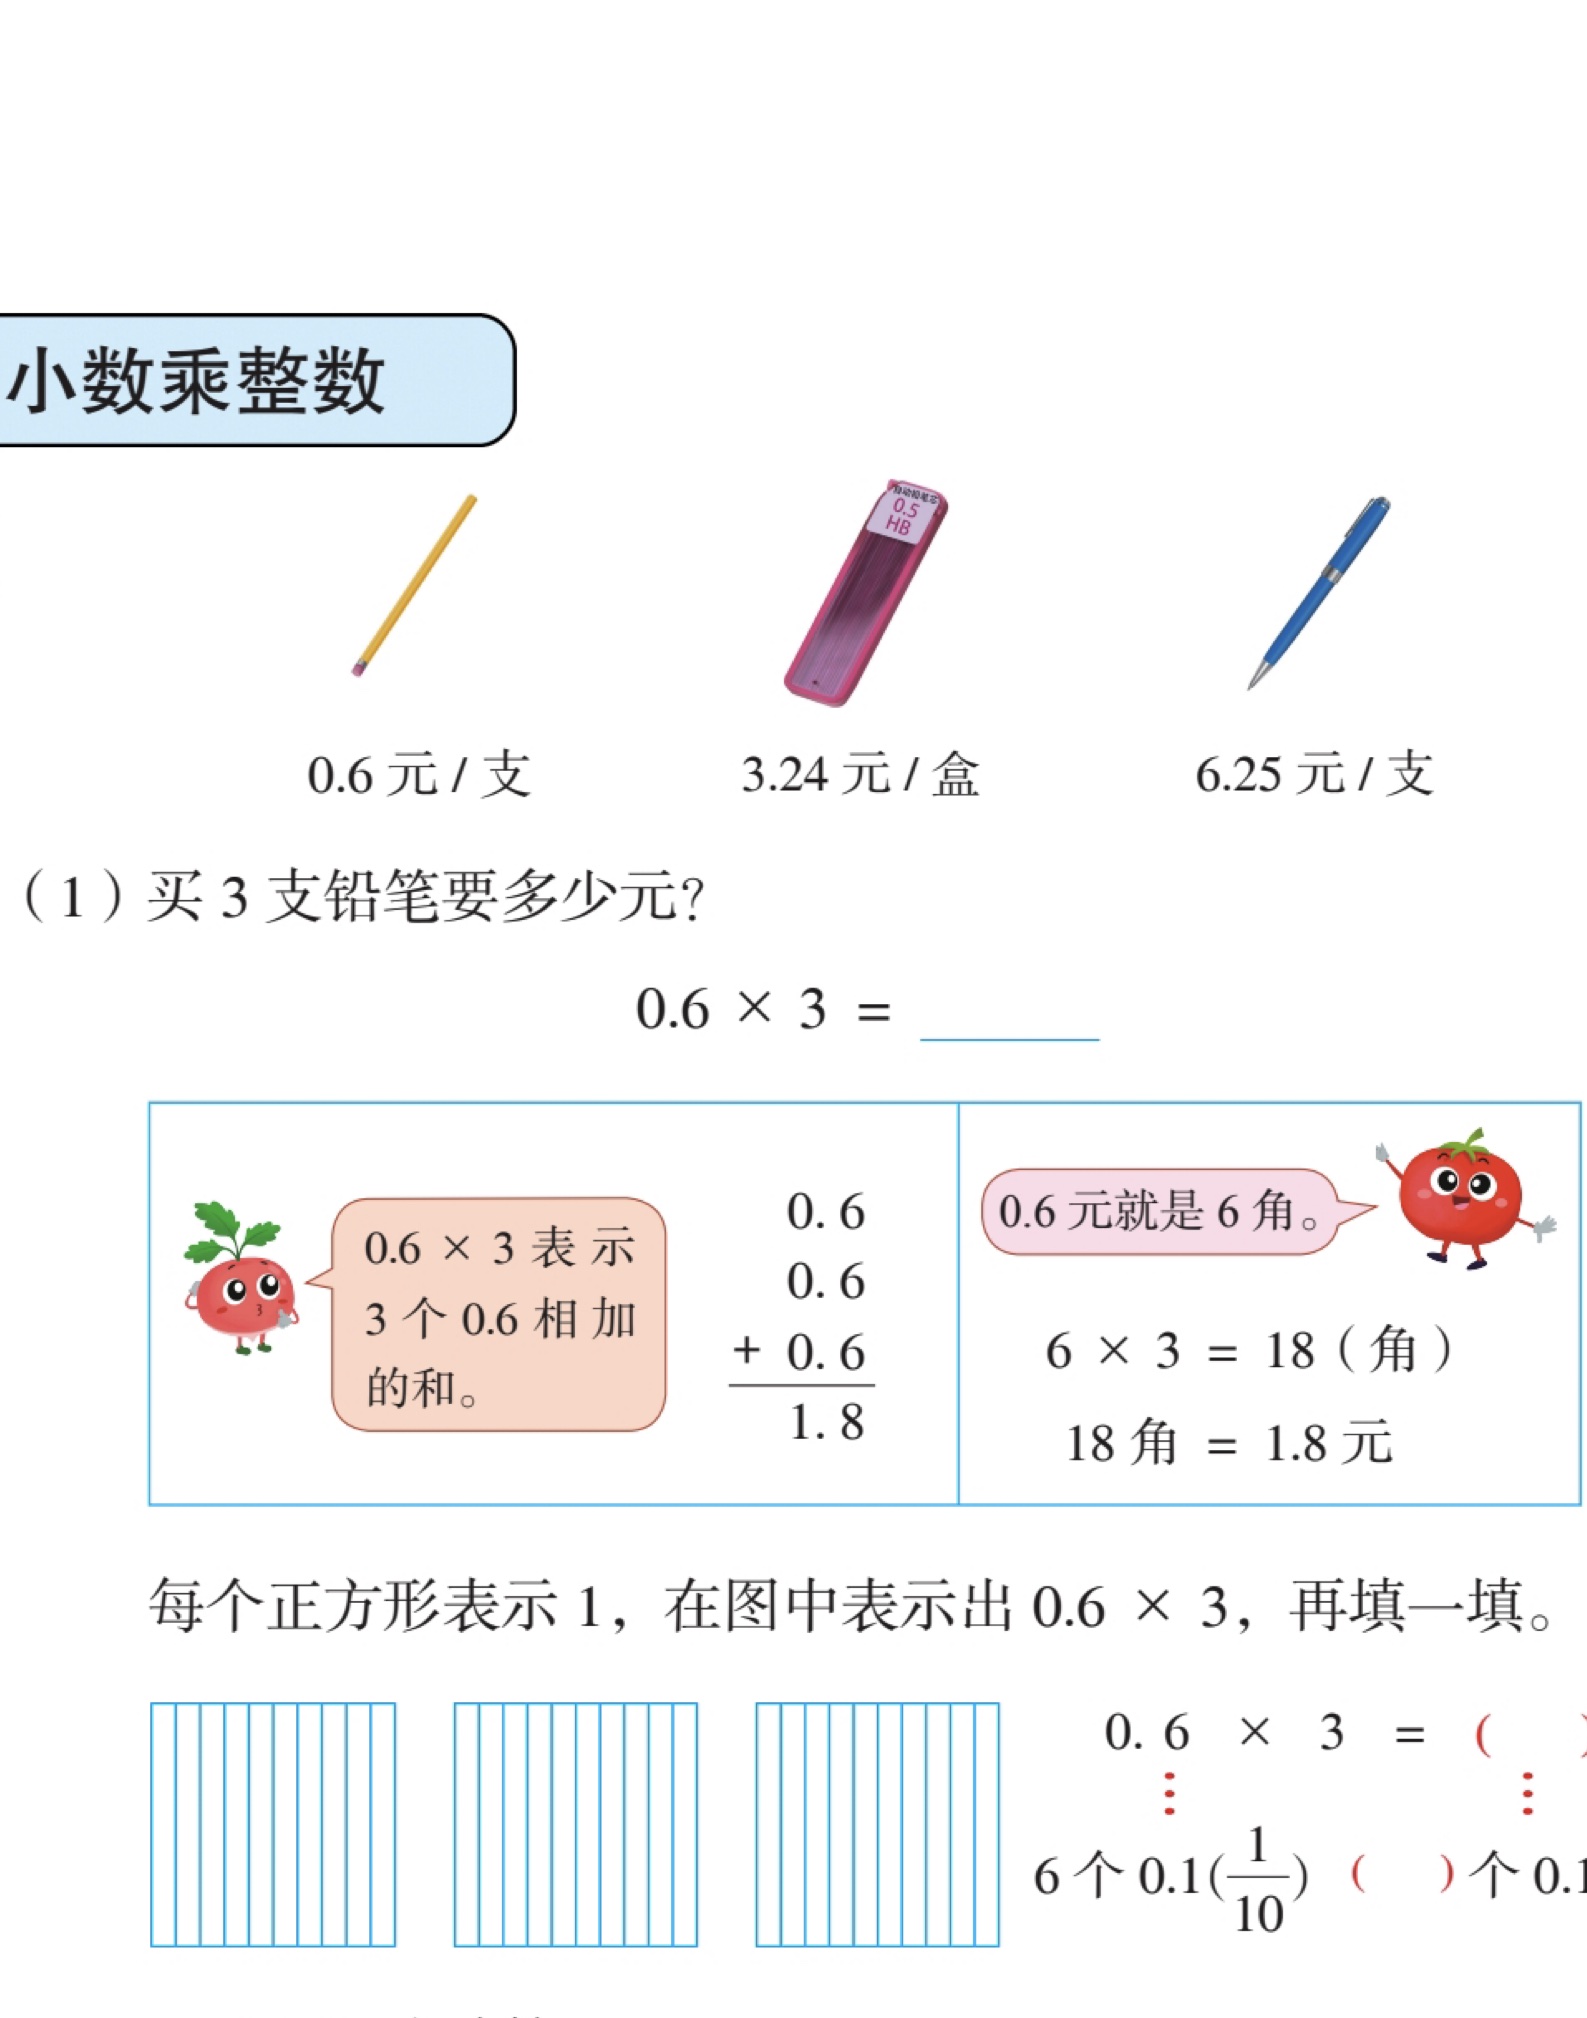 小数乘整数
自动铅笔芯
0.5
HB
0.6 元 / 支
3.24 元 / 盒
6.25 元 / 支
（1）买 3 支铅笔要多少元？
0.6 × 3 =
0.6 × 3 表示
3 个 0.6 相加
的和。
0. 6
0. 6
+ 0. 6
1. 8
0.6 元就是 6 角。
6 × 3 = 18（角）
18 角 = 1.8 元
每个正方形表示 1，在图中表示出 0.6 × 3，再填一填。
0. 6 × 3 = (  )
6 个 0.1(1/10) (  ) 个 0.1